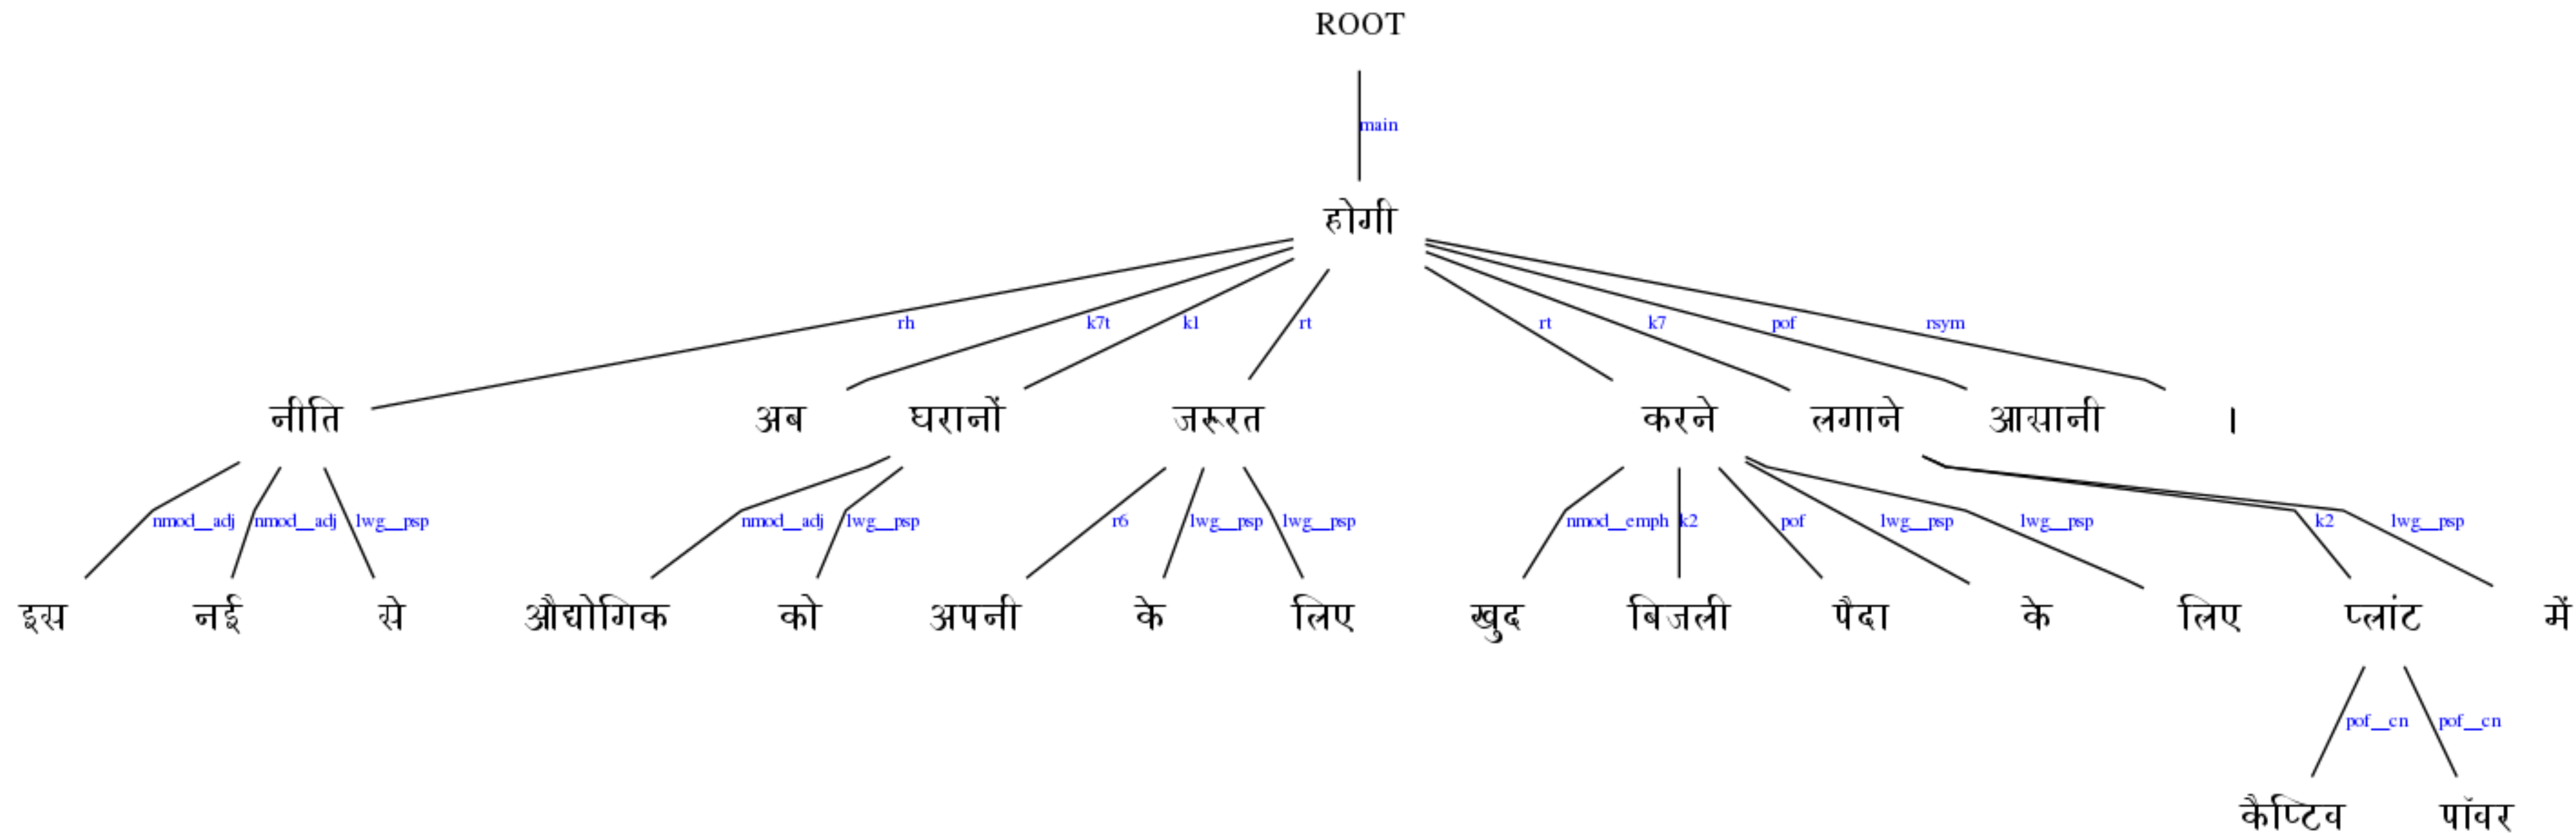 ROOT
main
होगी
rh k7t k1 rt rt k7 pof rsym
नीति अब घरानों जरूरत करने लगाने आसानी ।
nmod__adj nmod__adj lwg__psp nmod__adj lwg__psp r6 lwg__psp lwg__psp nmod__emph k2 pof lwg__psp lwg__psp k2 lwg__psp
इस नई से औद्योगिक को अपनी के लिए खुद बिजली पैदा के लिए प्लांट में
pof__cn pof__cn
कैप्टिव पॉवर